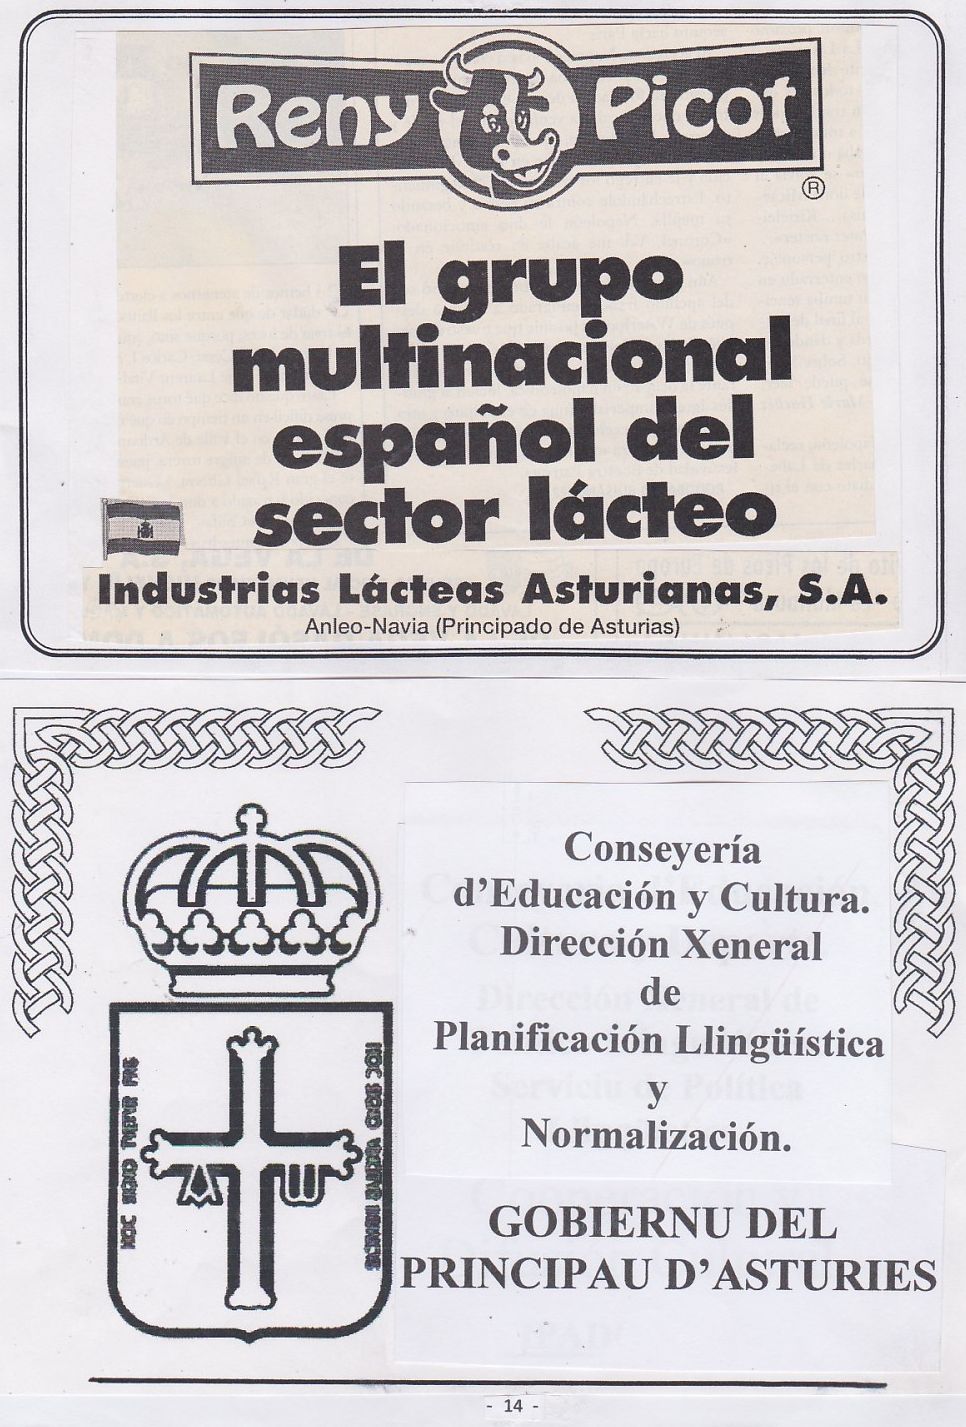 Reny Picot
®
El grupo
multinacional
español del
sector lácteo
Industrias Lácteas Asturianas, S.A.
Anleo-Navia (Principado de Asturias)
Conseyería
d'Educación y Cultura.
Dirección Xeneral
de
Planificación Llingüística
y
Normalización.
GOBIERNU DEL
PRINCIPAU D'ASTURIES
- 14 -